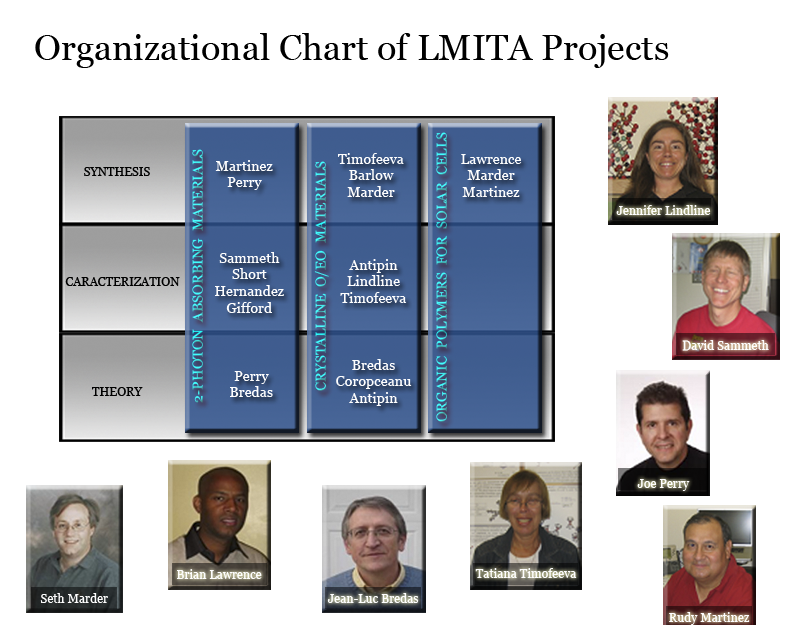 Organizational Chart of LMITA Projects
SYNTHESIS
CARACTERIZATION
THEORY
2-PHOTON ABSORBING MATERIALS
Martinez
Perry
Sammeth
Short
Hernandez
Gifford
Perry
Bredas
CRYSTALLINE O/EO MATERIALS
Timofeeva
Barlow
Marder
Antipin
Lindline
Timofeeva
Bredas
Coropceanu
Antipin
ORGANIC POLYMERS FOR SOLAR CELLS
Lawrence
Marder
Martinez
Jennifer Lindline
David Sammeth
Joe Perry
Rudy Martinez
Seth Marder
Brian Lawrence
Jean-Luc Bredas
Tatiana Timofeeva